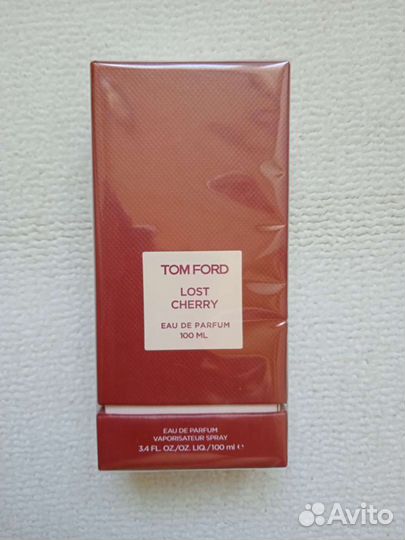 TOM FORD
LOST
CHERRY
EAU DE PARFUM
100 ML
EAU DE PARFUM
VAPORISATEUR SPRAY
3.4 FL. OZ./OZ. LIQ./100 ml ℮
Avito